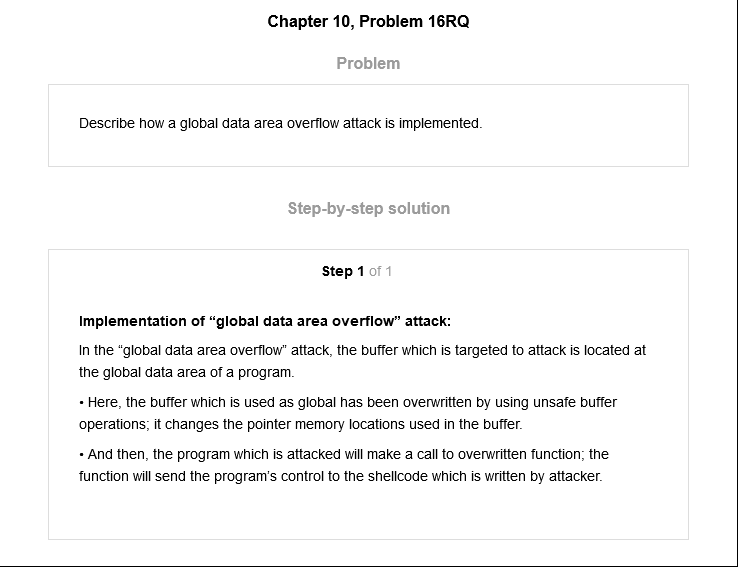 Chapter 10, Problem 16RQ
Problem
Describe how a global data area overflow attack is implemented.
Step-by-step solution
Step 1 of 1
Implementation of “global data area overflow” attack:
In the “global data area overflow” attack, the buffer which is targeted to attack is located at
the global data area of a program.
• Here, the buffer which is used as global has been overwritten by using unsafe buffer
operations; it changes the pointer memory locations used in the buffer.
• And then, the program which is attacked will make a call to overwritten function; the
function will send the program’s control to the shellcode which is written by attacker.